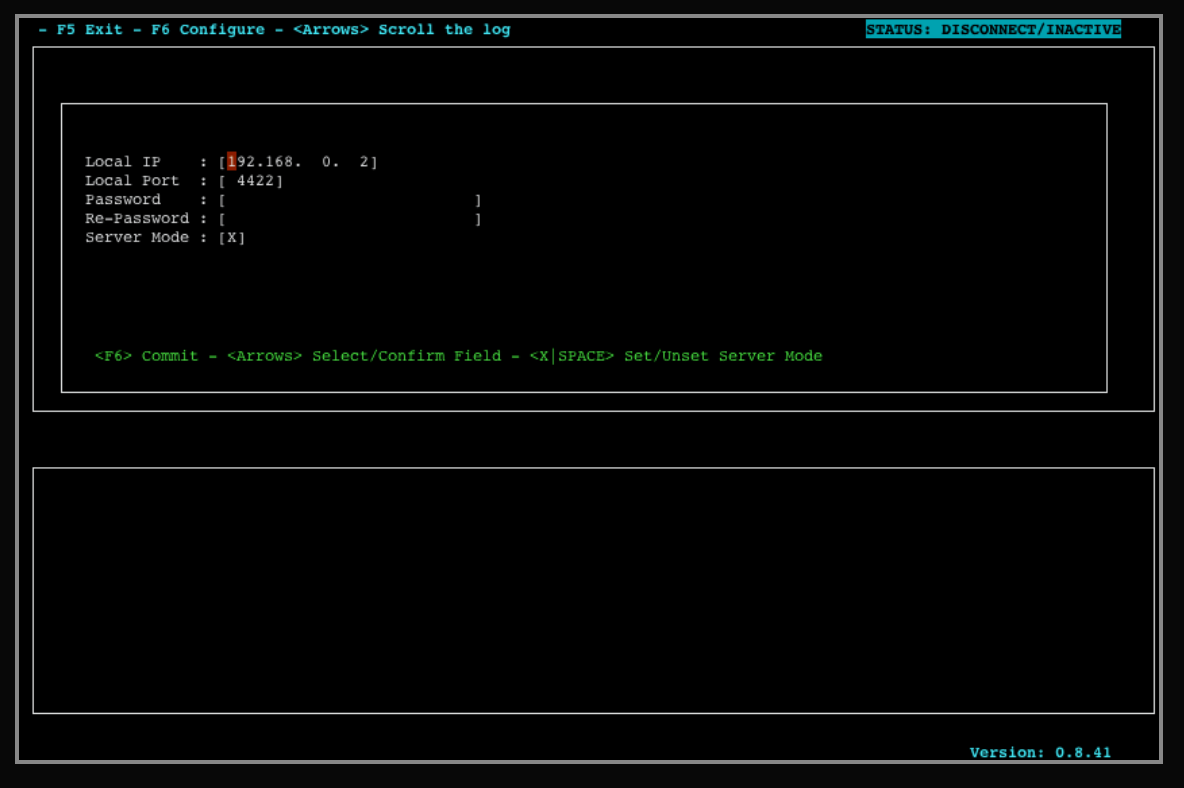 - F5 Exit - F6 Configure - <Arrows> Scroll the log STATUS: DISCONNECT/INACTIVE
Local IP    : [192.168.  0.  2]
Local Port  : [ 4422]
Password    : [                          ]
Re-Password : [                          ]
Server Mode : [X]
<F6> Commit - <Arrows> Select/Confirm Field - <X|SPACE> Set/Unset Server Mode
Version: 0.8.41